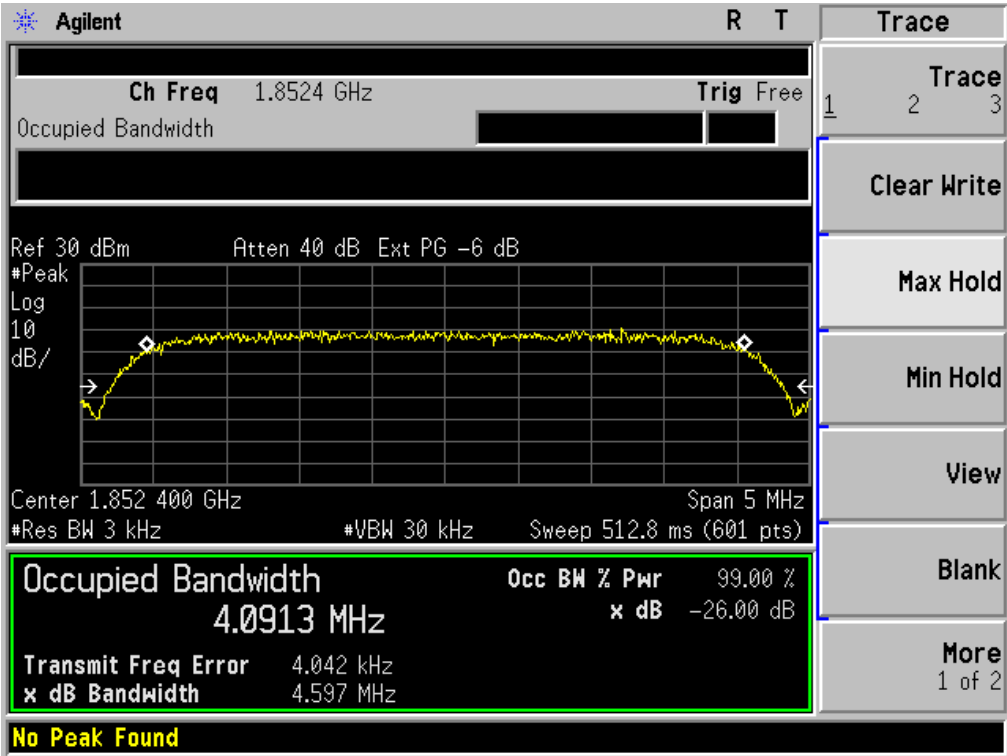 Agilent R T
Ch Freq 1.8524 GHz Trig Free
Occupied Bandwidth
Ref 30 dBm Atten 40 dB Ext PG -6 dB
#Peak
Log
10
dB/
Center 1.852 400 GHz Span 5 MHz
#Res BW 3 kHz #VBW 30 kHz Sweep 512.8 ms (601 pts)
Occupied Bandwidth Occ BW % Pwr 99.00 %
4.0913 MHz x dB -26.00 dB
Transmit Freq Error 4.042 kHz
x dB Bandwidth 4.597 MHz
No Peak Found
Trace
Trace
1 2 3
Clear Write
Max Hold
Min Hold
View
Blank
More
1 of 2